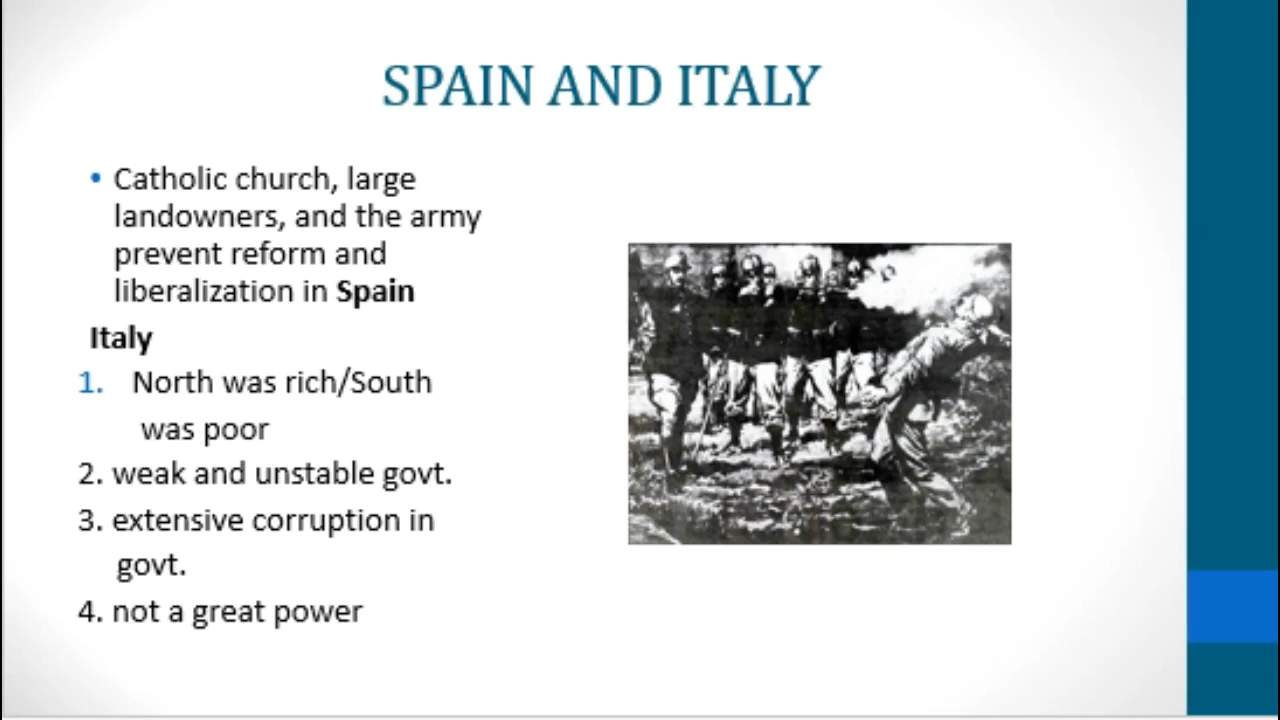 SPAIN AND ITALY
• Catholic church, large
landowners, and the army
prevent reform and
liberalization in Spain
Italy
1. North was rich/South
was poor
2. weak and unstable govt.
3. extensive corruption in
govt.
4. not a great power